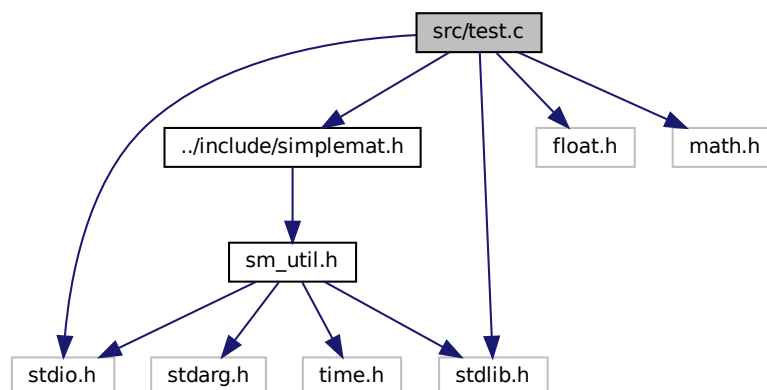 src/test.c
../include/simplemat.h
float.h
math.h
sm_util.h
stdio.h
stdarg.h
time.h
stdlib.h